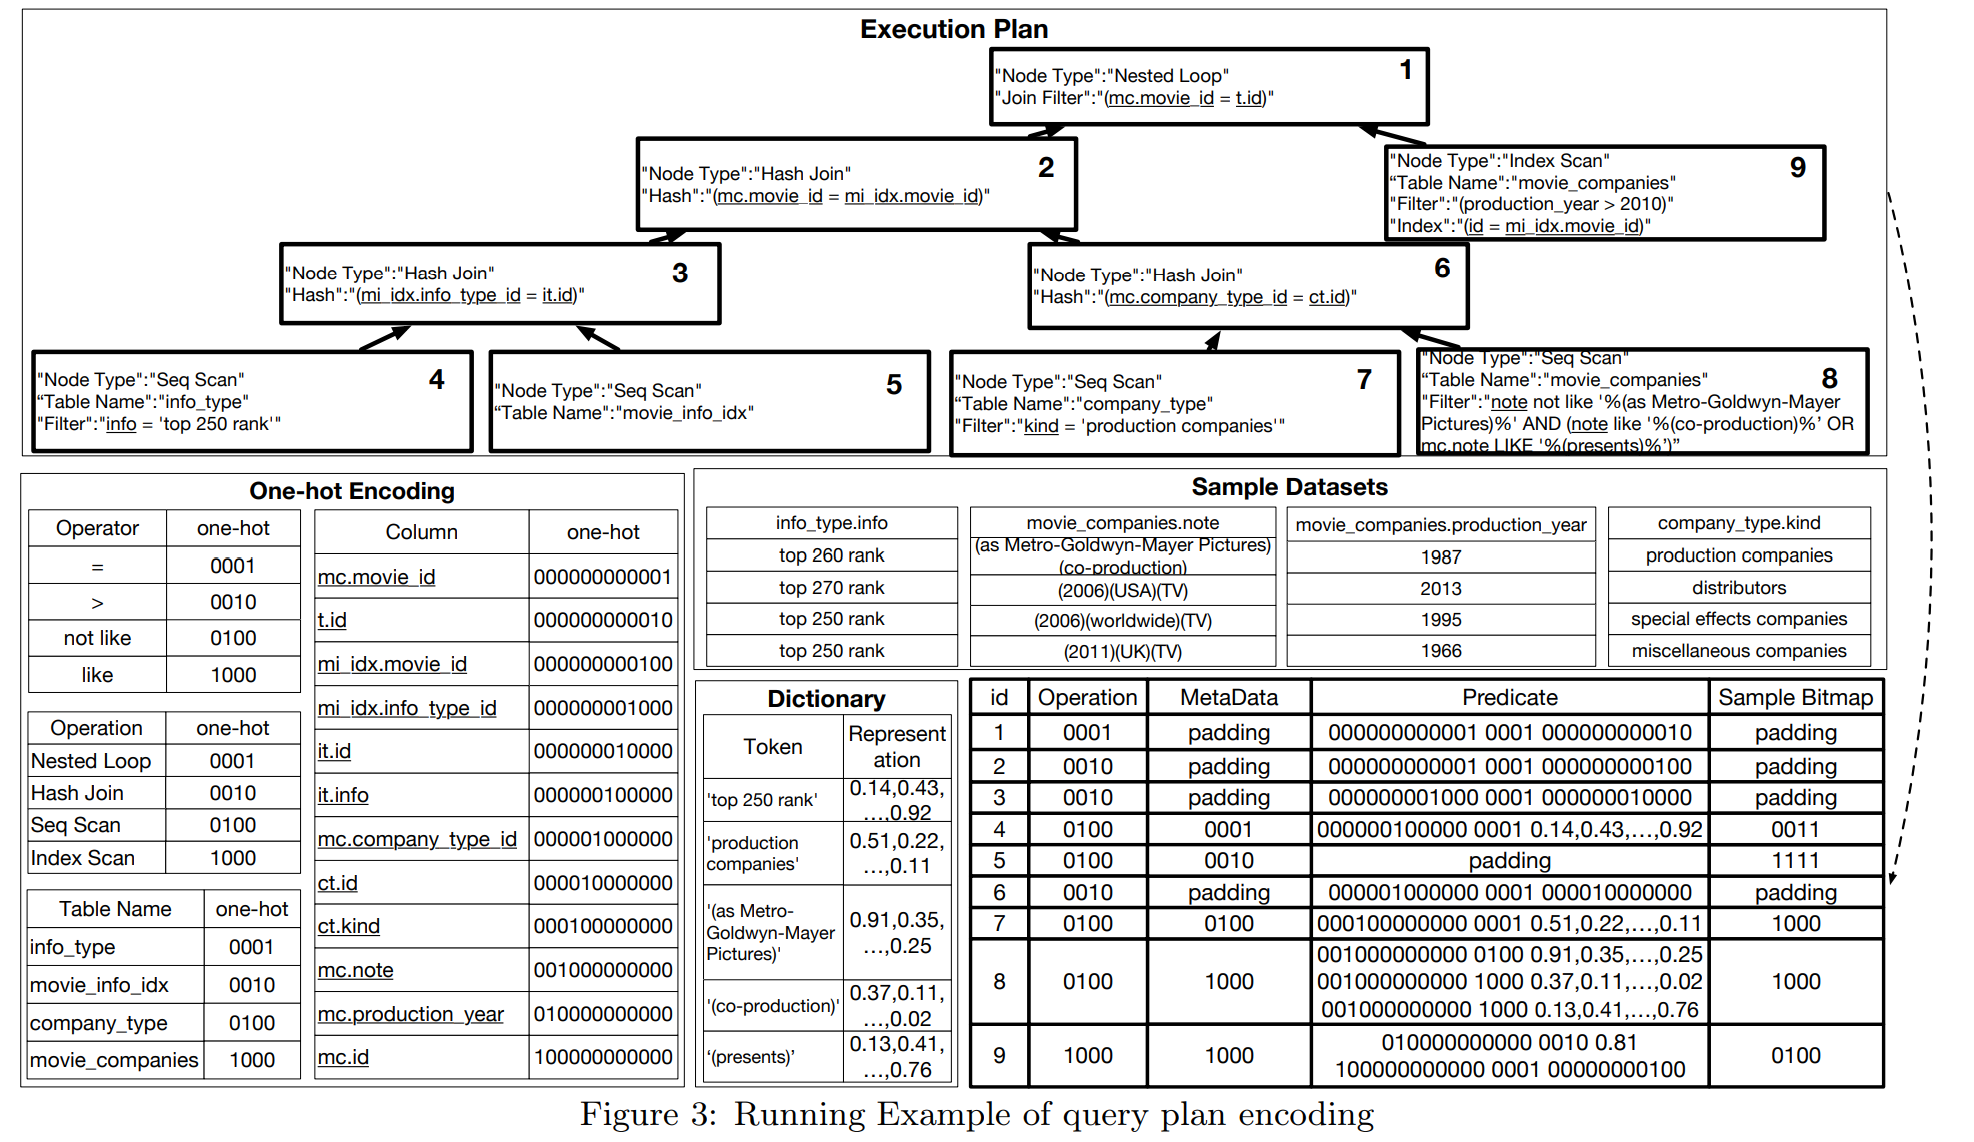 Execution Plan
1
"Node Type":"Nested Loop"
"Join Filter":"(mc.movie_id = t.id)"
2
"Node Type":"Hash Join"
"Hash":"(mc.movie_id = mi_idx.movie_id)"
9
"Node Type":"Index Scan"
“Table Name":"movie_companies"
"Filter":"(production_year > 2010)"
"Index":"(id = mi_idx.movie_id)"
3
"Node Type":"Hash Join"
"Hash":"(mi_idx.info_type_id = it.id)"
6
"Node Type":"Hash Join"
"Hash":"(mc.company_type_id = ct.id)"
4
"Node Type":"Seq Scan"
“Table Name":"info_type"
"Filter":"info = 'top 250 rank'"
5
"Node Type":"Seq Scan"
“Table Name":"movie_info_idx"
7
"Node Type":"Seq Scan"
“Table Name":"company_type"
"Filter":"kind = 'production companies'"
8
"Node Type":"Seq Scan"
“Table Name":"movie_companies"
"Filter":"note not like '%(as Metro-Goldwyn-Mayer
Pictures)%' AND (note like '%(co-production)%’ OR
mc.note LIKE '%(presents)%’)”
One-hot Encoding
Operator one-hot
= 0001
> 0010
not like 0100
like 1000
Operation one-hot
Nested Loop 0001
Hash Join 0010
Seq Scan 0100
Index Scan 1000
Table Name one-hot
info_type 0001
movie_info_idx 0010
company_type 0100
movie_companies 1000
Column one-hot
mc.movie_id 000000000001
t.id 000000000010
mi_idx.movie_id 000000000100
mi_idx.info_type_id 000000001000
it.id 000000010000
it.info 000000100000
mc.company_type_id 000001000000
ct.id 000010000000
ct.kind 000100000000
mc.note 001000000000
mc.production_year 010000000000
mc.id 100000000000
Sample Datasets
info_type.info
top 260 rank
top 270 rank
top 250 rank
top 250 rank
movie_companies.note
(as Metro-Goldwyn-Mayer Pictures)
(co-production)
(2006)(USA)(TV)
(2006)(worldwide)(TV)
(2011)(UK)(TV)
movie_companies.production_year
1987
2013
1995
1966
company_type.kind
production companies
distributors
special effects companies
miscellaneous companies
Dictionary
Token
Represent
ation
'top 250 rank'
0.14,0.43,
...,0.92
'production
companies'
0.51,0.22,
...,0.11
'(as Metro-
Goldwyn-Mayer
Pictures)'
0.91,0.35,
...,0.25
'(co-production)'
0.37,0.11,
...,0.02
‘(presents)’
0.13,0.41,
...,0.76
id Operation MetaData Predicate Sample Bitmap
1 0001 padding 000000000001 0001 000000000010 padding
2 0010 padding 000000000001 0001 000000000100 padding
3 0010 padding 000000001000 0001 000000010000 padding
4 0100 0001 000000100000 0001 0.14,0.43,...,0.92 0011
5 0100 0010 padding 1111
6 0010 padding 000001000000 0001 000010000000 padding
7 0100 0100 000100000000 0001 0.51,0.22,...,0.11 1000
8 0100 1000
001000000000 0100 0.91,0.35,...,0.25
001000000000 1000 0.37,0.11,...,0.02
001000000000 1000 0.13,0.41,...,0.76
1000
9 1000 1000
010000000000 0010 0.81
100000000000 0001 00000000100
0100
Figure 3: Running Example of query plan encoding